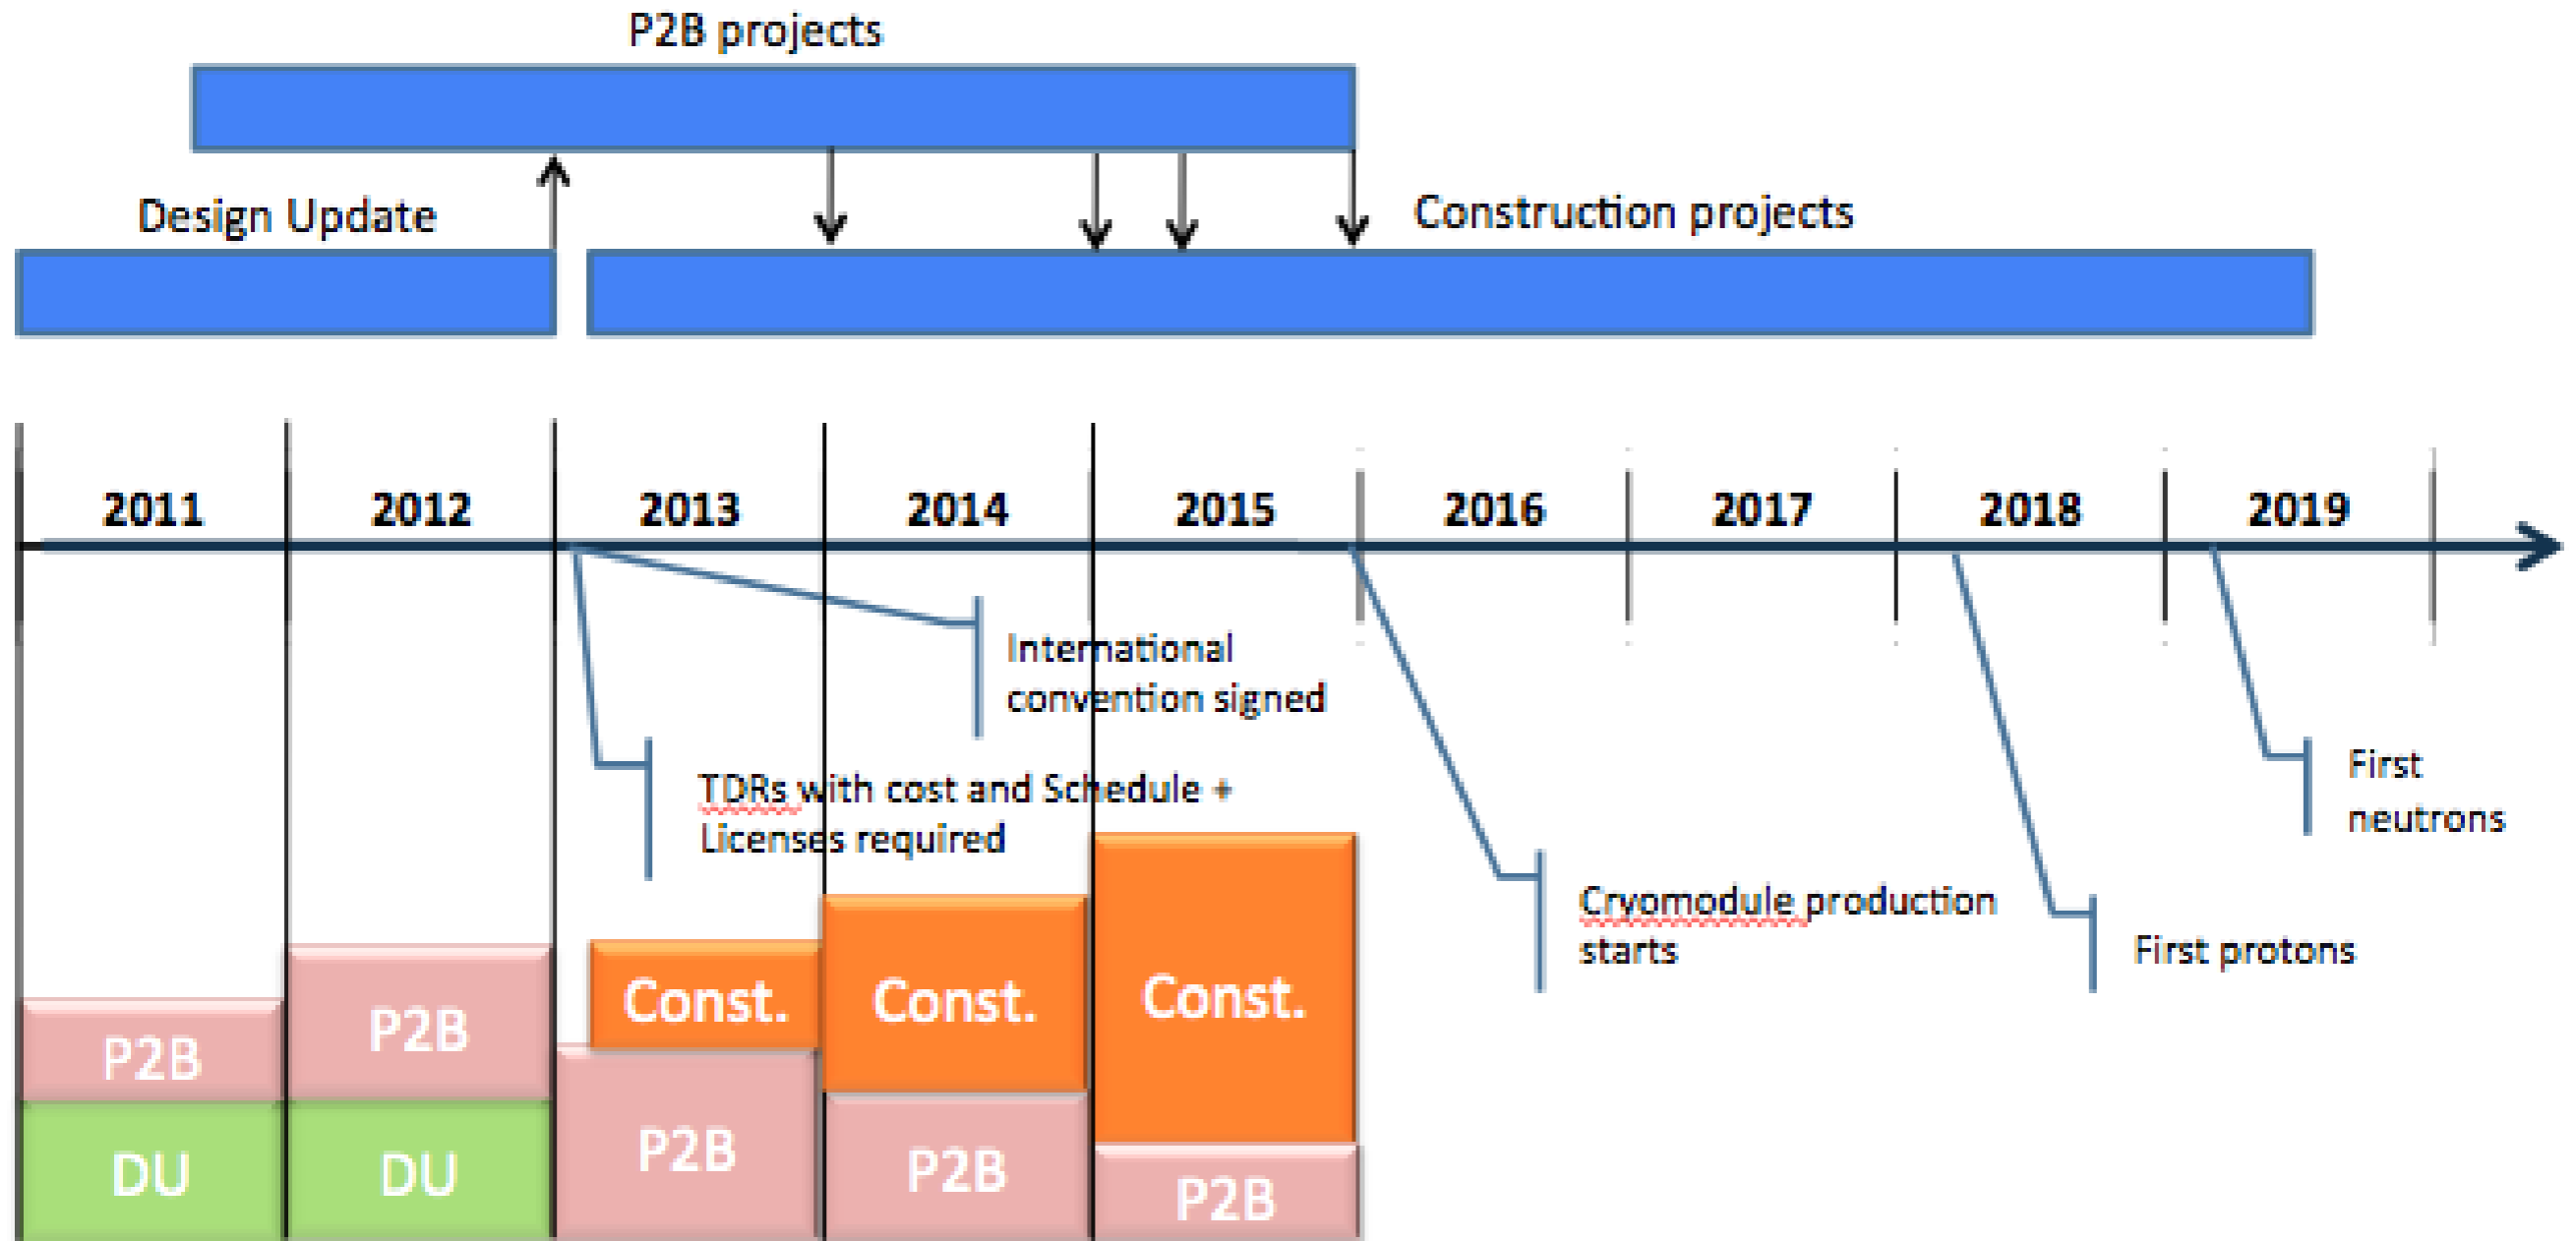 P2B projects
Design Update
Construction projects
2011 2012 2013 2014 2015 2016 2017 2018 2019
International
convention signed
TDRs with cost and Schedule +
Licenses required
First
neutrons
Cryomodule production
starts
First protons
Const. Const. Const.
P2B P2B P2B P2B P2B
DU DU